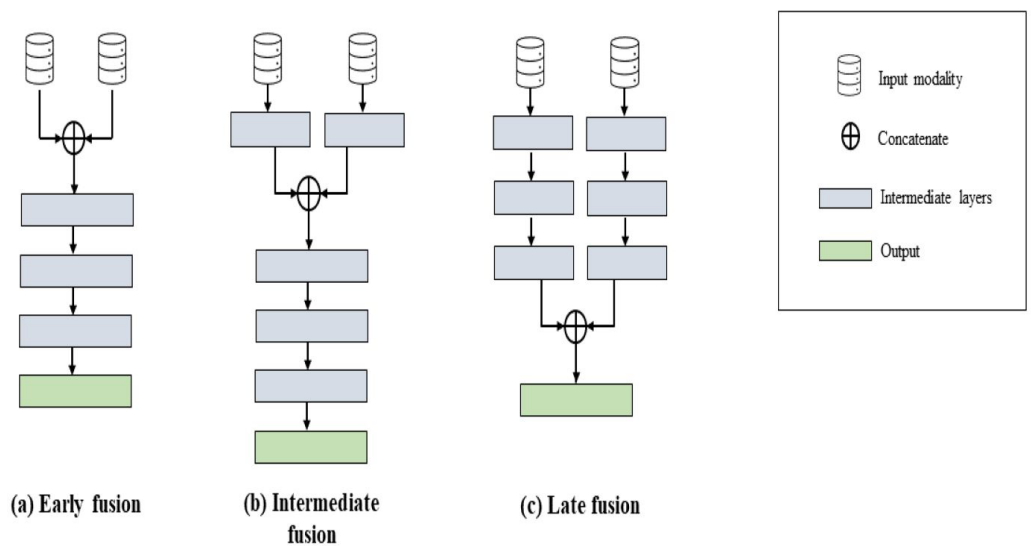 Input modality
Concatenate
Intermediate layers
Output
(a) Early fusion
(b) Intermediate
fusion
(c) Late fusion